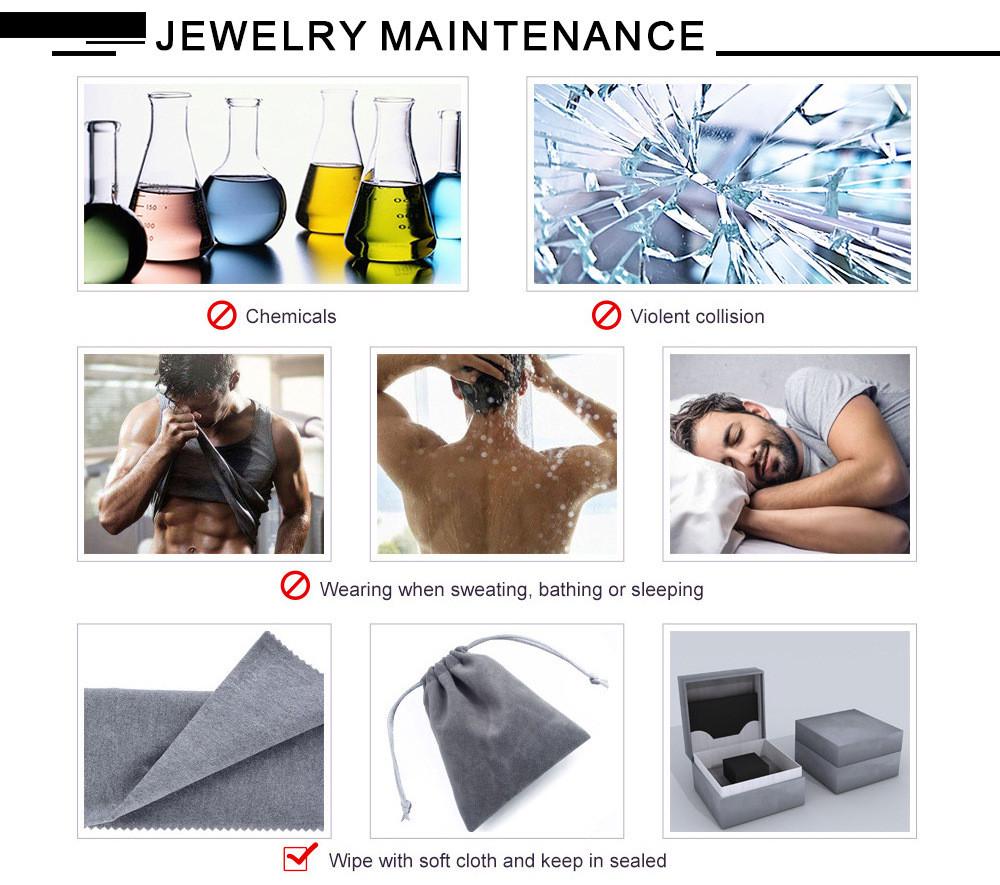 JEWELRY MAINTENANCE
Chemicals
Violent collision
Wearing when sweating, bathing or sleeping
Wipe with soft cloth and keep in sealed